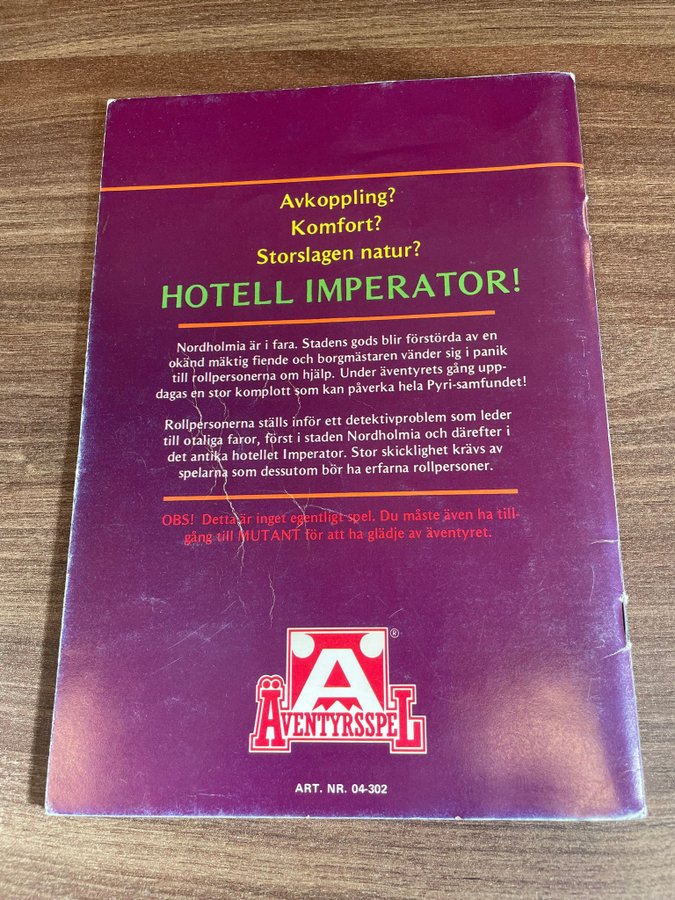 Avkoppling?
Komfort?
Storslagen natur?
HOTELL IMPERATOR!
Nordholmia är i fara. Stadens gods blir förstörda av en
okänd mäktig fiende och borgmästaren vänder sig i panik
till rollpersonerna om hjälp. Under äventyrets gång upp-
dagas en stor komplott som kan påverka hela Pyri-samfundet!
Rollpersonerna ställs inför ett detektivproblem som leder
till otaliga faror, först i staden Nordholmia och därefter i
det antika hotellet Imperator. Stor skicklighet krävs av
spelarna som dessutom bör ha erfarna rollpersoner.
OBS! Detta är inget egentligt spel. Du måste även ha till-
gång till MUTANT för att ha glädje av äventyret.
Ä
®
ÄVENTYRSSPEL
ART. NR. 04-302